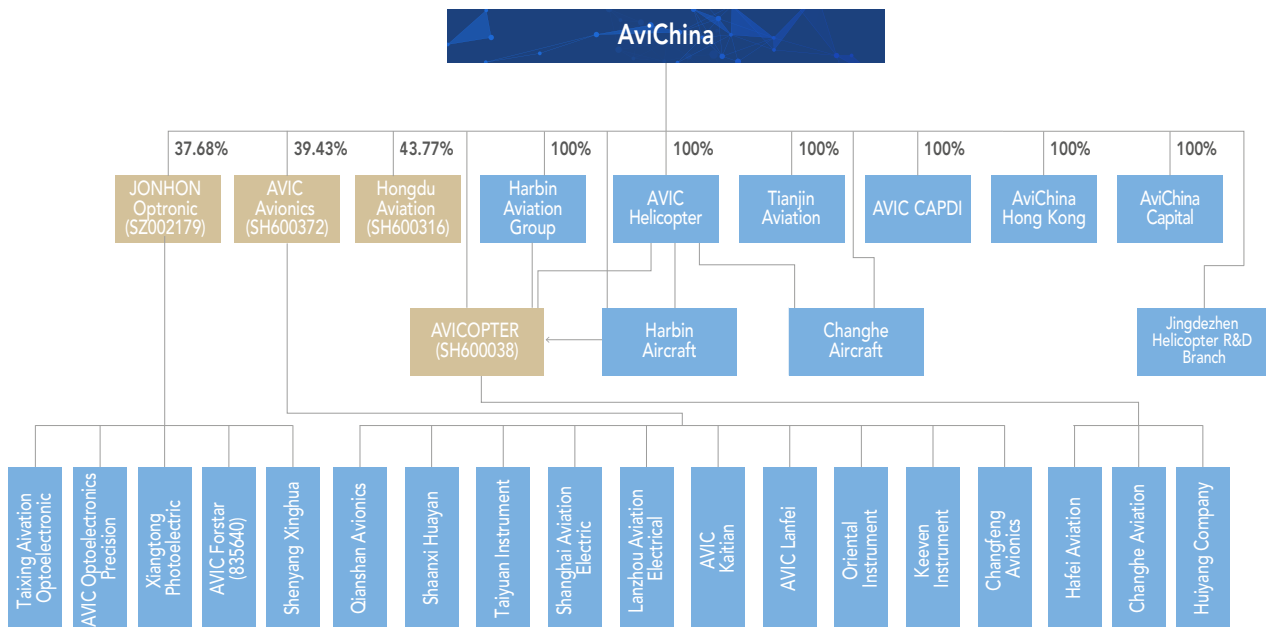 AviChina
37.68%
39.43%
43.77%
100%
100%
100%
100%
100%
100%
JONHON
Optronic
(SZ002179)
AVIC
Avionics
(SH600372)
Hongdu
Aviation
(SH600316)
Harbin
Aviation
Group
AVIC
Helicopter
Tianjin
Aviation
AVIC CAPDI
AviChina
Hong Kong
AviChina
Capital
AVICOPTER
(SH600038)
Harbin
Aircraft
Changhe
Aircraft
Jingdezhen
Helicopter R&D
Branch
Taixing Aivation
Optoelectronic
AVIC Optoelectronics
Precision
Xiangtong
Photoelectric
AVIC Forstar
(835640)
Shenyang Xinghua
Qianshan Avionics
Shaanxi Huayan
Taiyuan Instrument
Shanghai Aviation
Electric
Lanzhou Aviation
Electrical
AVIC
Kaitian
AVIC Lanfei
Oriental
Instrument
Keeven
Instrument
Changfeng
Avionics
Hafei Aviation
Changhe Aviation
Huiyang Company